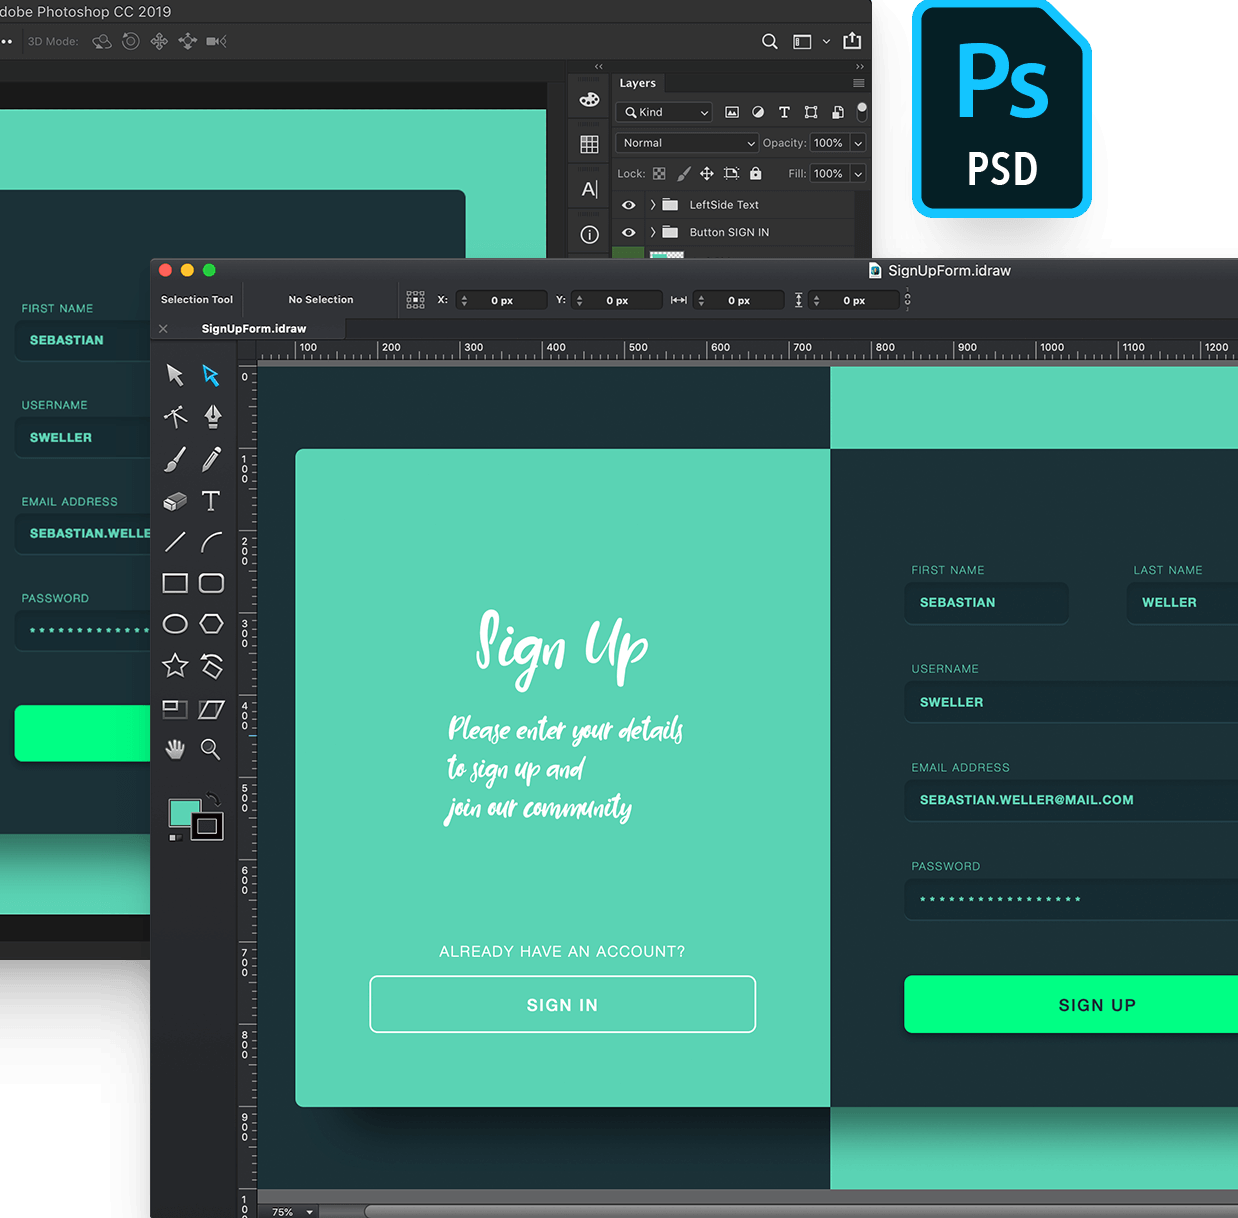 dobe Photoshop CC 2019
3D Mode:
Layers
Kind
Normal Opacity: 100%
Lock: Fill: 100%
LeftSide Text
Button SIGN IN
Ps
PSD
FIRST NAME
SEBASTIAN
USERNAME
SWELLER
EMAIL ADDRESS
SEBASTIAN.WELLE
PASSWORD
*************
SignUpForm.idraw
Selection Tool No Selection X: 0 px Y: 0 px 0 px 0 px
SignUpForm.idraw
100 200 300 400 500 600 700 800 900 1000 1100 1200
0
100
200
300
400
500
600
700
800
900
10
Sign Up
Please enter your details
to sign up and
join our community
ALREADY HAVE AN ACCOUNT?
SIGN IN
FIRST NAME LAST NAME
SEBASTIAN WELLER
USERNAME
SWELLER
EMAIL ADDRESS
SEBASTIAN.WELLER@MAIL.COM
PASSWORD
*****************
SIGN UP
75%